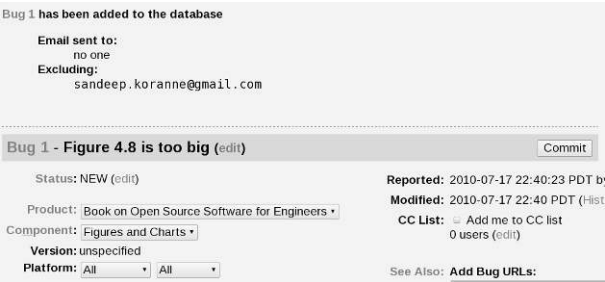 Bug 1 has been added to the database
Email sent to:
no one
Excluding:
sandeep.koranne@gmail.com
Bug 1 - Figure 4.8 is too big (edit)
Commit
Status: NEW (edit)
Product: Book on Open Source Software for Engineers
Component: Figures and Charts
Version: unspecified
Platform: All All
Reported: 2010-07-17 22:40:23 PDT by
Modified: 2010-07-17 22:40 PDT (Hist
CC List: Add me to CC list
0 users (edit)
See Also: Add Bug URLs: